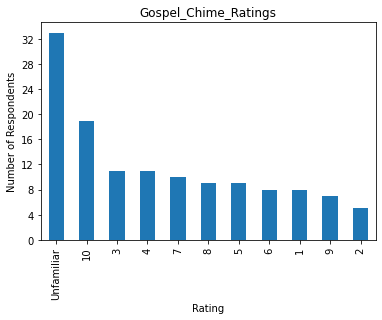 Gospel_Chime_Ratings
Number of Respondents
32
28
24
20
16
12
8
4
0
Unfamiliar 10 3 4 7 8 5 6 1 9 2
Rating